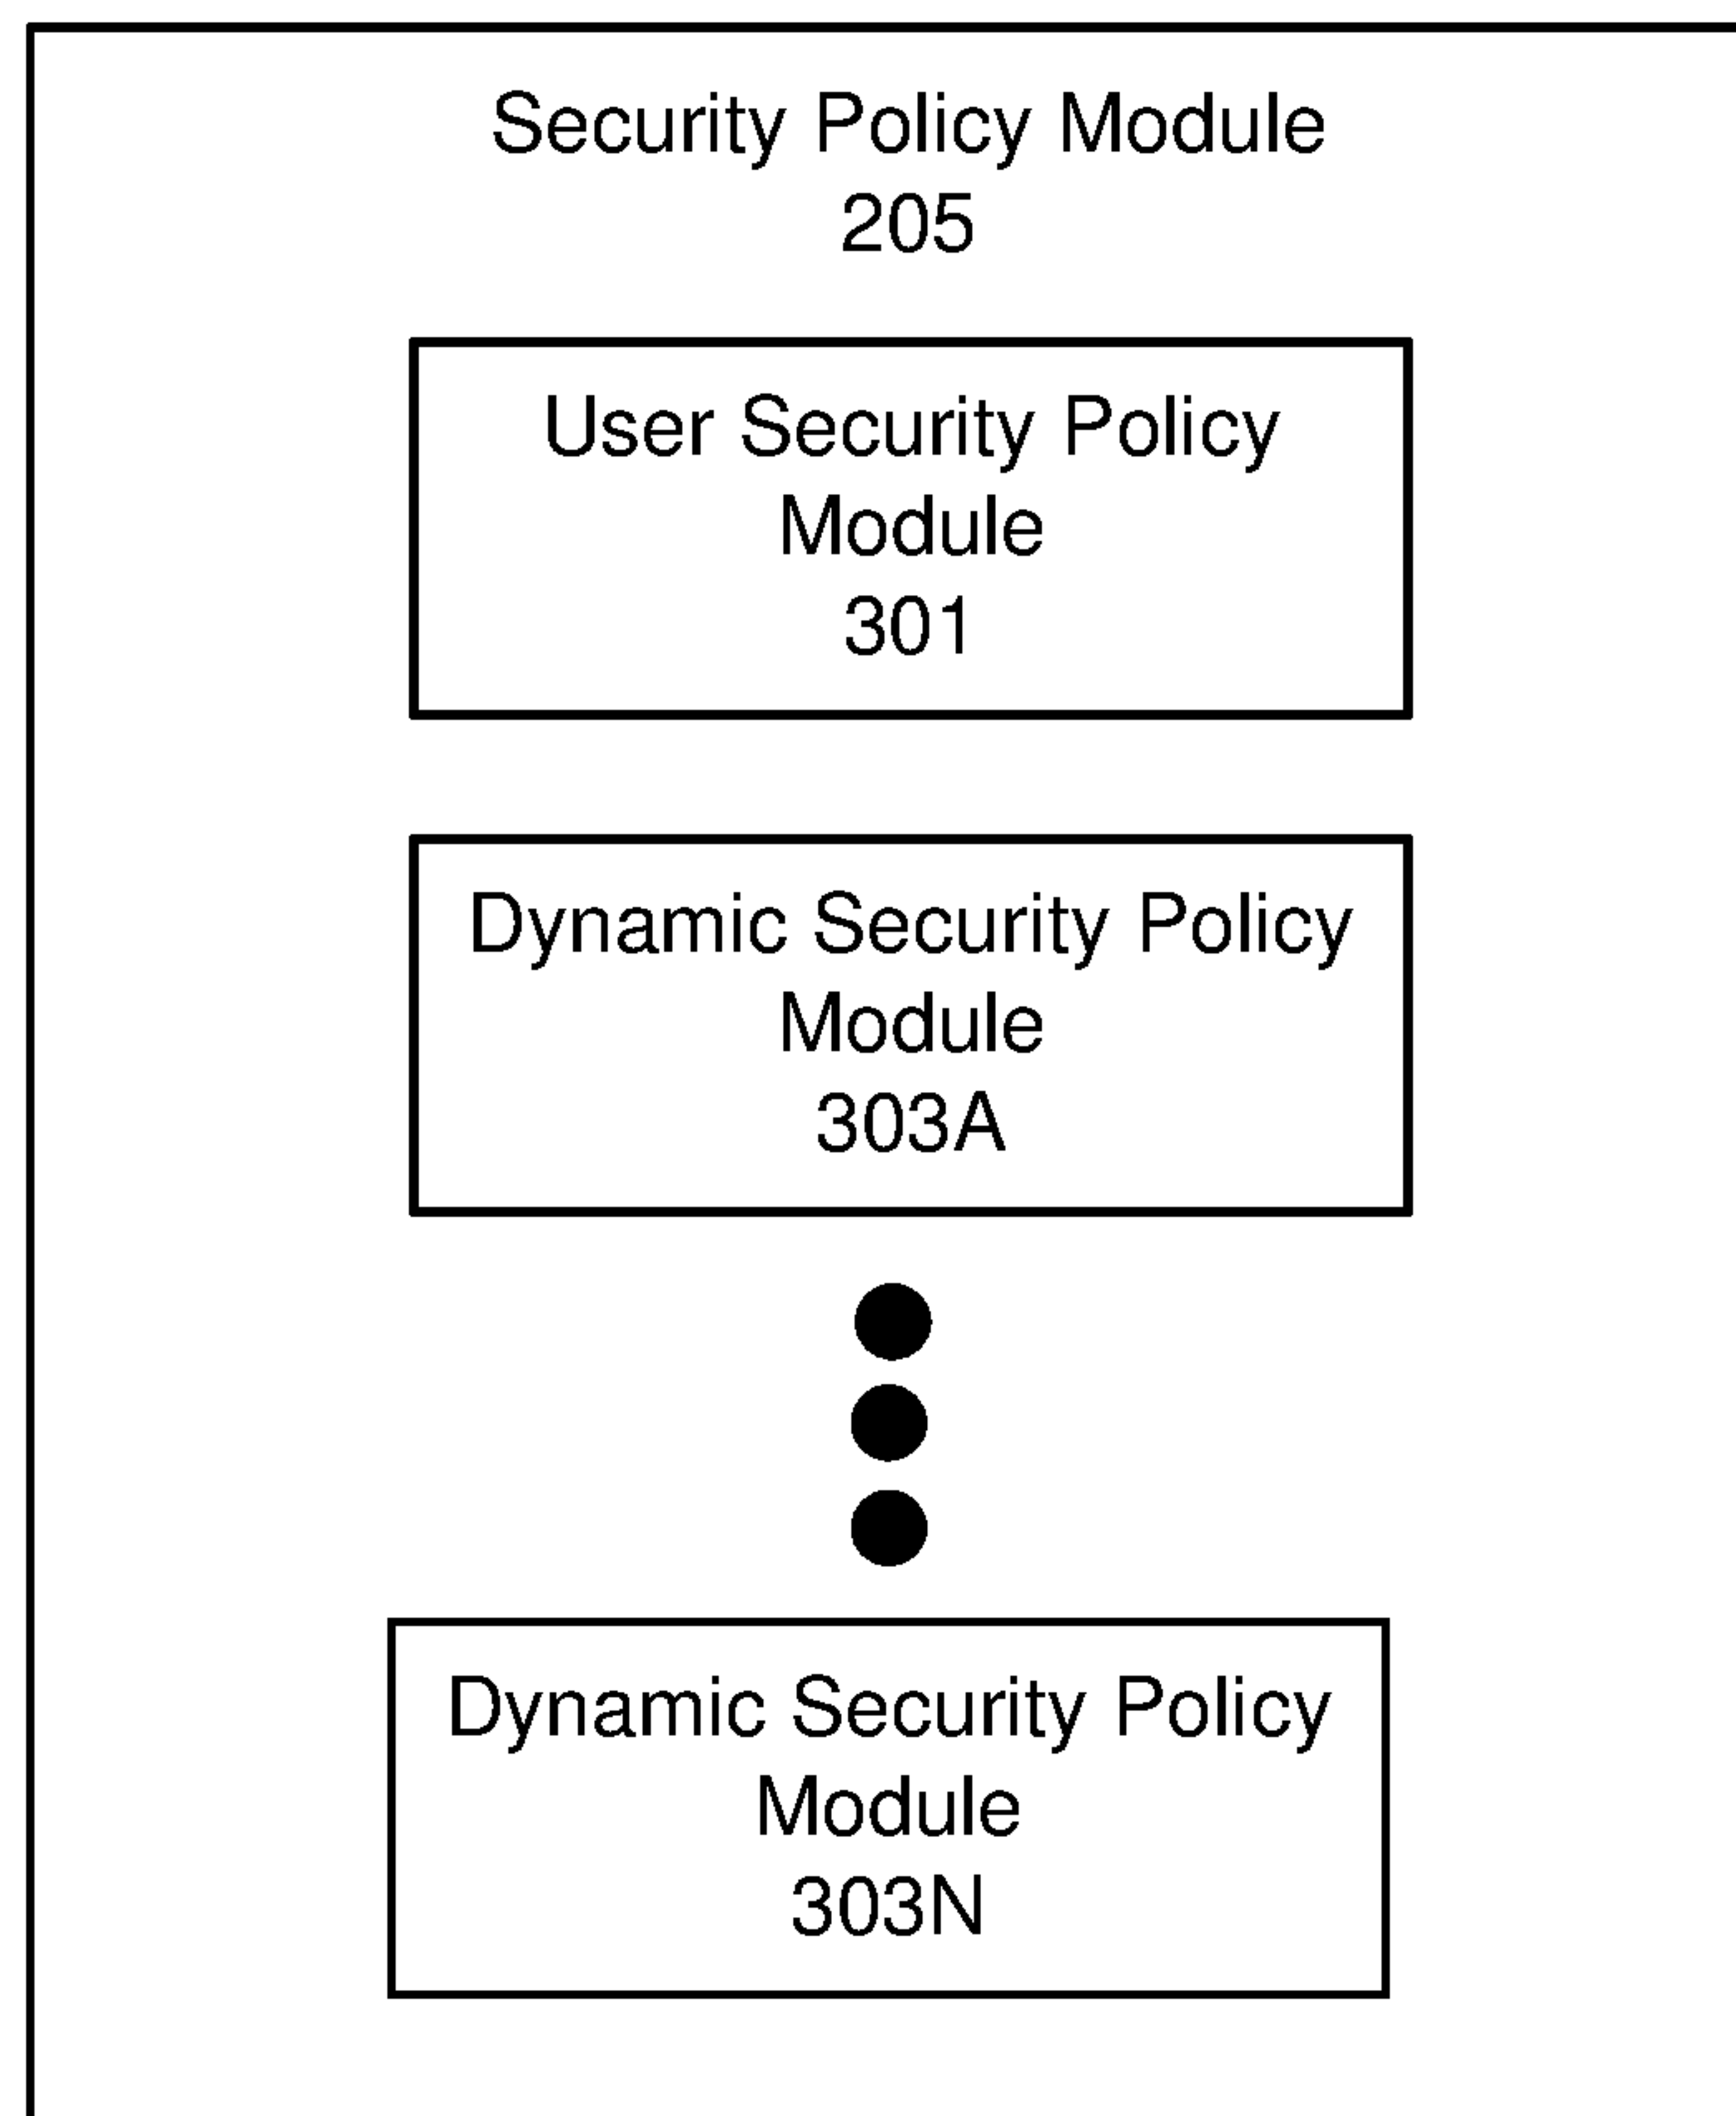 Security Policy Module
205
User Security Policy
Module
301
Dynamic Security Policy
Module
303A
Dynamic Security Policy
Module
303N